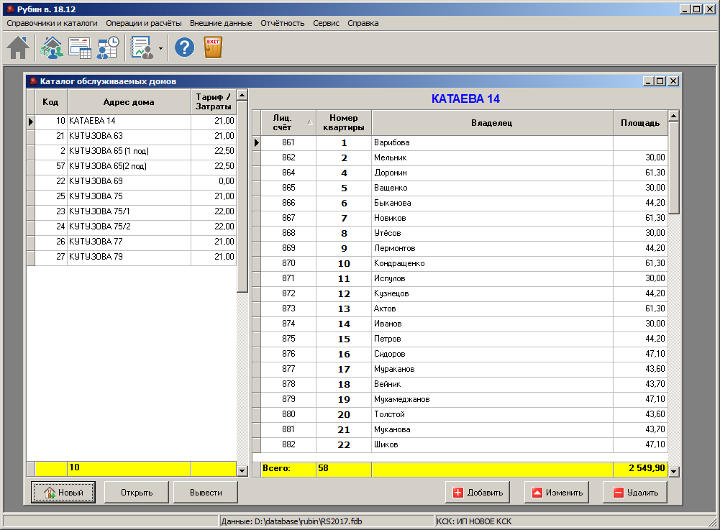 Рубин в. 18.12
Справочники и каталоги Операции и расчёты Внешние данные Отчётность Сервис Справка
EXIT
Каталог обслуживаемых домов
Код Адрес дома Тариф / Затраты
10 КАТАЕВА 14 21,00
21 КУТУЗОВА 63 21,00
2 КУТУЗОВА 65 (1 под) 22,50
57 КУТУЗОВА 65(2 под) 22,50
22 КУТУЗОВА 69 0,00
25 КУТУЗОВА 75 21,00
23 КУТУЗОВА 75/1 22,00
24 КУТУЗОВА 75/2 22,00
26 КУТУЗОВА 77 21,00
27 КУТУЗОВА 79 21,00
10
Новый Открыть Вывести
КАТАЕВА 14
Лиц. счёт Номер квартиры Владелец Площадь
861 1 Варибова
862 2 Мельник 30,00
864 4 Доронин 61,30
865 5 Ващенко 30,00
866 6 Быканова 44,20
867 7 Новиков 61,30
868 8 Утёсов 30,00
869 9 Лермонтов 44,20
870 10 Кондращенко 61,30
871 11 Испулов 30,00
872 12 Кузнецов 44,20
873 13 Актов 61,30
874 14 Иванов 30,00
875 15 Петров 44,20
876 16 Сидоров 47,10
877 17 Мураканов 43,60
878 18 Вейник 43,70
879 19 Мухамеджанов 47,10
880 20 Толстой 43,60
881 21 Муканова 43,70
882 22 Шиков 47,10
Всего: 58 2 549,90
Добавить Изменить Удалить
Данные: D:\database\rubin\RS2017.fdb КСК: ИП НОВОЕ КСК